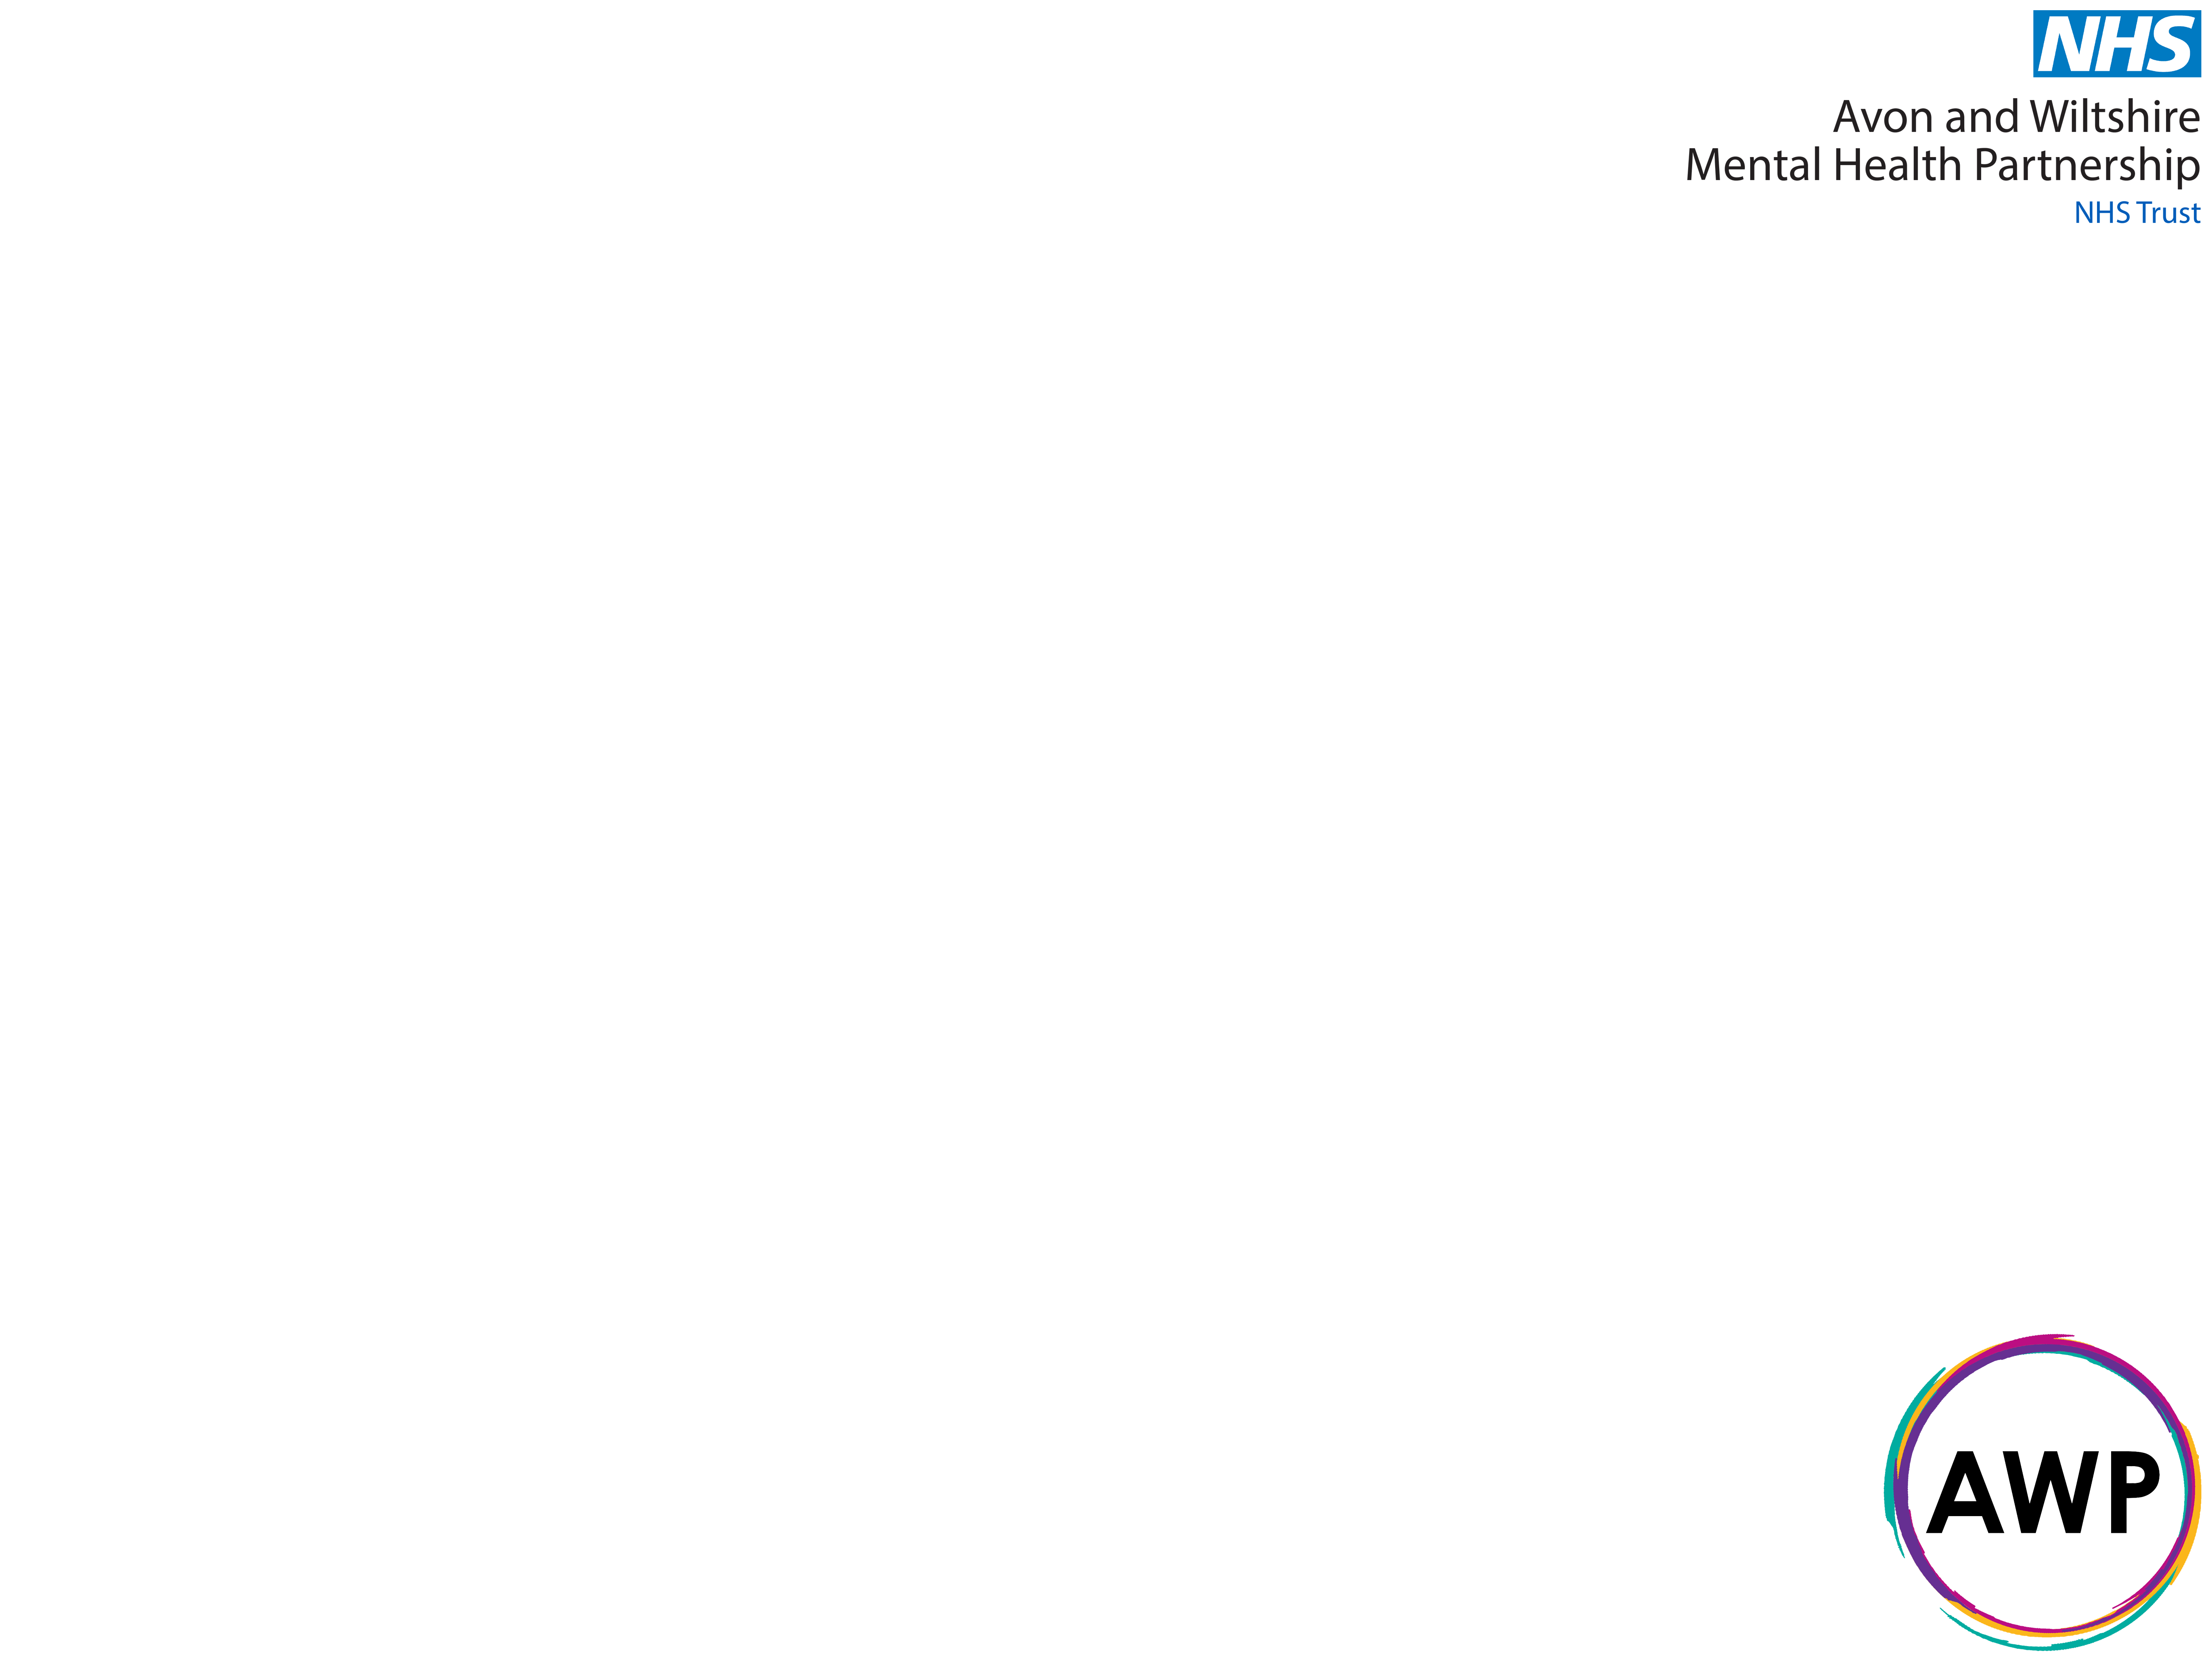 NHS
Avon and Wiltshire
Mental Health Partnership
NHS Trust
AWP